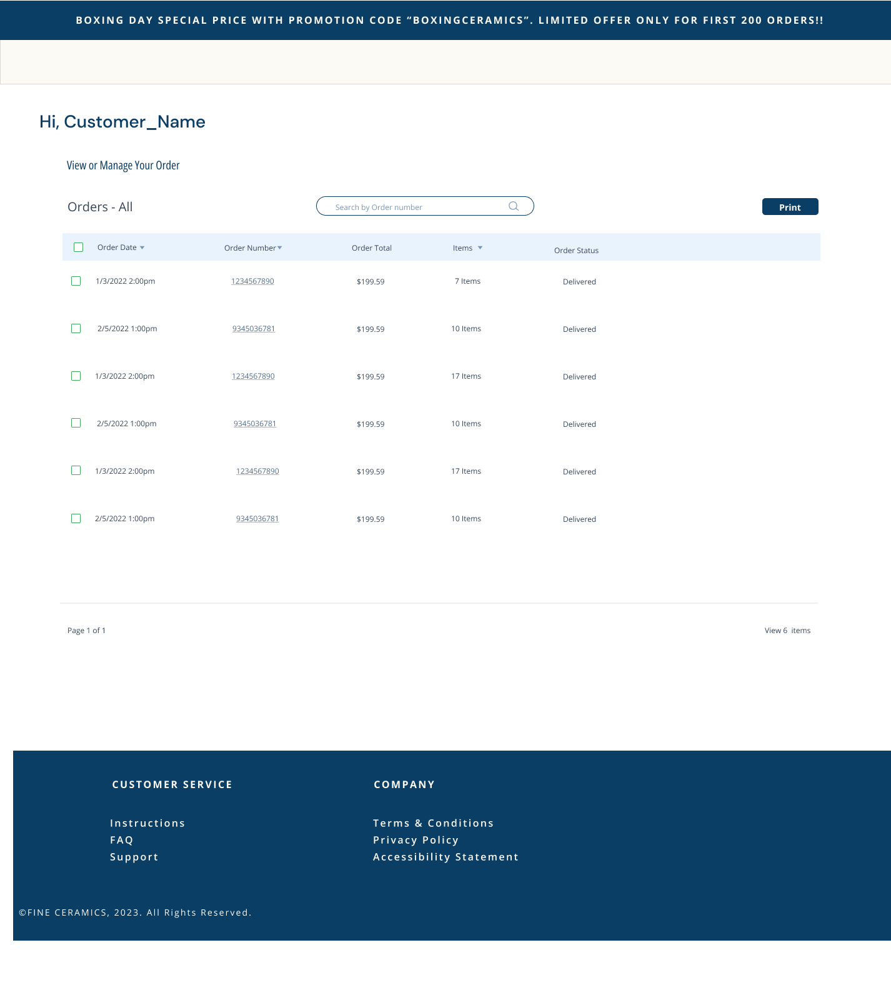 BOXING DAY SPECIAL PRICE WITH PROMOTION CODE “BOXINGCERAMICS”. LIMITED OFFER ONLY FOR FIRST 200 ORDERS!!
Hi, Customer_Name
View or Manage Your Order
Orders - All
Search by Order number
Print
Order Date Order Number Order Total Items Order Status
1/3/2022 2:00pm 1234567890 $199.59 7 Items Delivered
2/5/2022 1:00pm 9345036781 $199.59 10 Items Delivered
1/3/2022 2:00pm 1234567890 $199.59 17 Items Delivered
2/5/2022 1:00pm 9345036781 $199.59 10 Items Delivered
1/3/2022 2:00pm 1234567890 $199.59 17 Items Delivered
2/5/2022 1:00pm 9345036781 $199.59 10 Items Delivered
Page 1 of 1
View 6 items
CUSTOMER SERVICE
Instructions
FAQ
Support
COMPANY
Terms & Conditions
Privacy Policy
Accessibility Statement
©FINE CERAMICS, 2023. All Rights Reserved.